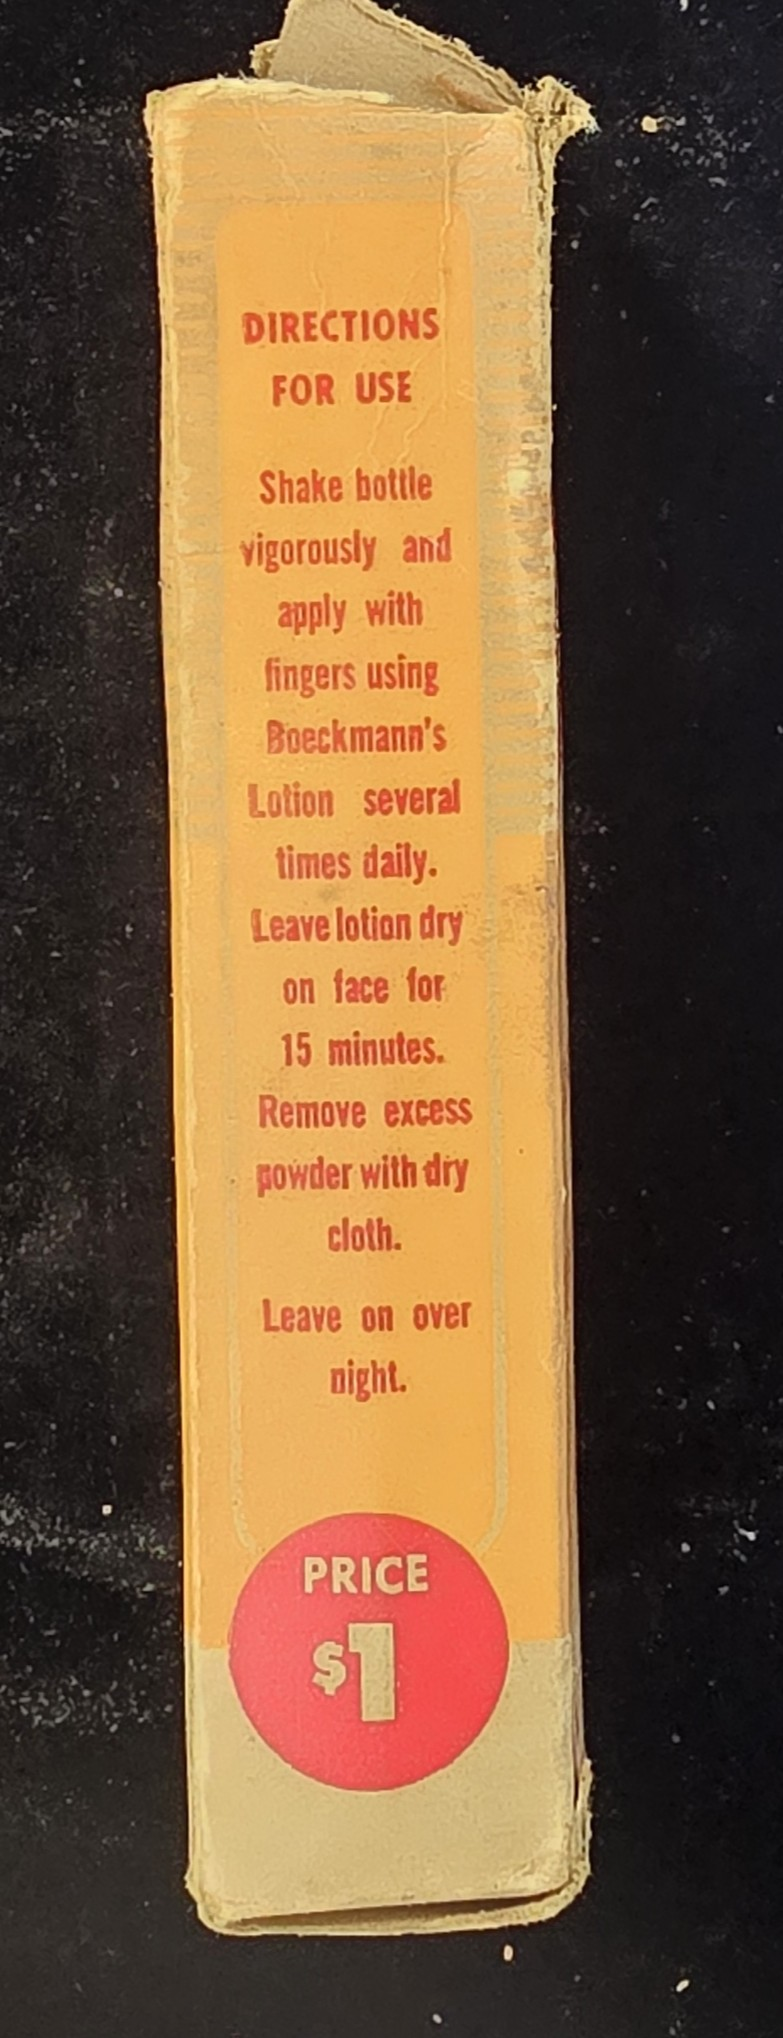 DIRECTIONS
FOR USE
Shake bottle
vigorously and
apply with
fingers using
Boeckmann's
Lotion several
times daily.
Leave lotion dry
on face for
15 minutes.
Remove excess
powder with dry
cloth.
Leave on over
night.
PRICE
$1